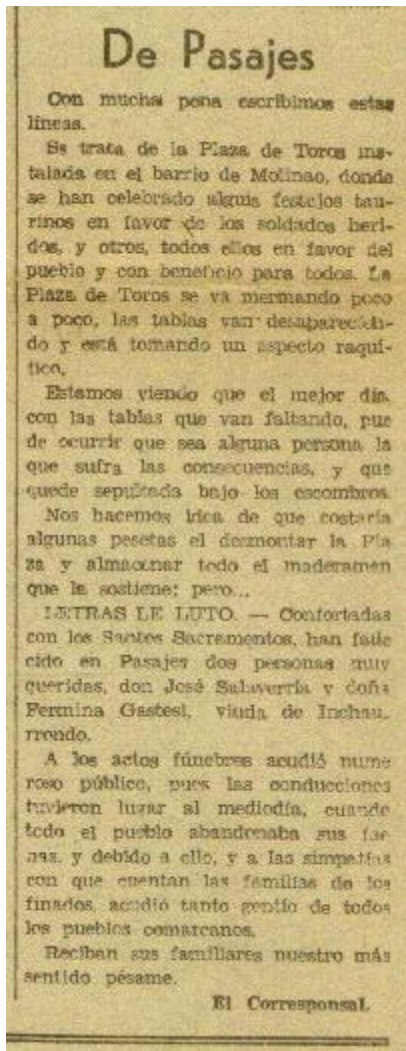 De Pasajes
Con mucha pena escribimos estas
líneas.
Se trata de la Plaza de Toros ins-
talada en el barrio de Molinao, donde
se han celebrado alguis festejos tau-
rinos en favor de los soldados heri-
dos, y otros, todos ellos en favor del
pueblo y con beneficio para todos. La
Plaza de Toros se va mermando poco
a poco, las tablas van desaparecién-
do y está tomando un aspecto raquí-
tico.
Estamos viendo que el mejor día,
con las tablas que van faltando, pue
de ocurrir que sea alguna persona la
que sufra las consecuencias, y que
quede sepultada bajo los escombros.
Nos hacemos idea de que costaría
algunas pesetas el desmontar la Pla
za y almacenar todo el maderamen
que la sostiene; pero...
LETRAS LE LUTO. — Confortadas
con los Santos Sacramentos, han falle
cido en Pasajes dos personas muy
queridas, don José Salaverría y doña
Fermina Gastesi, viuda de Inchau-
rrondo.
A los actos fúnebres acudió nume
roso público, pues las conducciones
tuvieron lugar al mediodía, cuando
todo el pueblo abandonaba sus fae
nas, y debido a ello, y a las simpatías
con que cuentan las familias de los
finados, acudió tanto gentío de todos
los pueblos comarcanos.
Reciban sus familiares nuestro más
sentido pésame.
El Corresponsal.